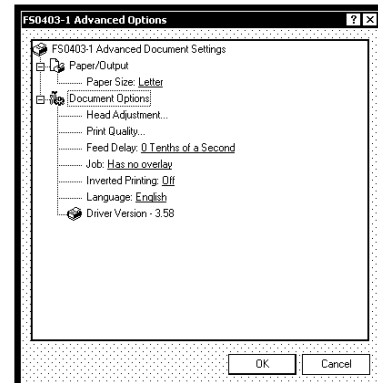 FS0403-1 Advanced Options
FS0403-1 Advanced Document Settings
Paper/Output
Paper Size: Letter
Document Options
Head Adjustment...
Print Quality...
Feed Delay: 0 Tenths of a Second
Job: Has no overlay
Inverted Printing: Off
Language: English
Driver Version - 3.58
OK Cancel